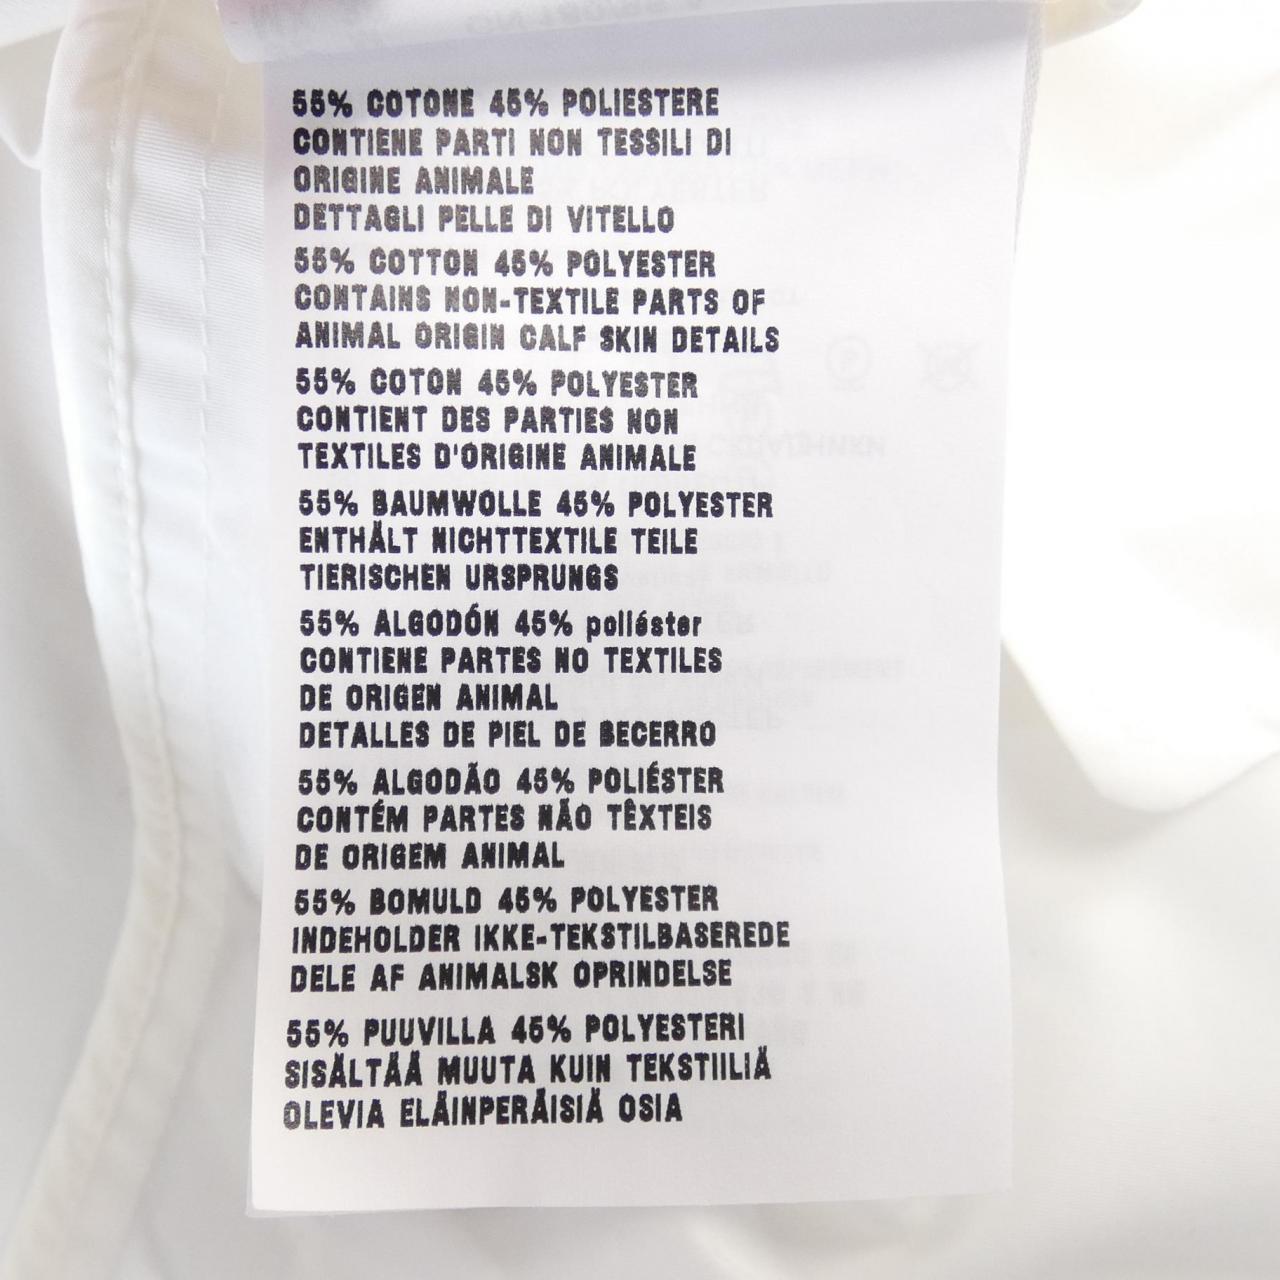 55% COTONE 45% POLIESTERE
CONTIENE PARTI NON TESSILI DI
ORIGINE ANIMALE
DETTAGLI PELLE DI VITELLO
55% COTTON 45% POLYESTER
CONTAINS NON-TEXTILE PARTS OF
ANIMAL ORIGIN CALF SKIN DETAILS
55% COTON 45% POLYESTER
CONTIENT DES PARTIES NON
TEXTILES D'ORIGINE ANIMALE
55% BAUMWOLLE 45% POLYESTER
ENTHÄLT NICHTTEXTILE TEILE
TIERISCHEN URSPRUNGS
55% ALGODÓN 45% poliéster
CONTIENE PARTES NO TEXTILES
DE ORIGEN ANIMAL
DETALLES DE PIEL DE BECERRO
55% ALGODÃO 45% POLIÉSTER
CONTÉM PARTES NÃO TÊXTEIS
DE ORIGEM ANIMAL
55% BOMULD 45% POLYESTER
INDEHOLDER IKKE-TEKSTILBASEREDE
DELE AF ANIMALSK OPRINDELSE
55% PUUVILLA 45% POLYESTERI
SISÄLTÄÄ MUUTA KUIN TEKSTIILIÄ
OLEVIA ELÄINPERÄISIÄ OSIA